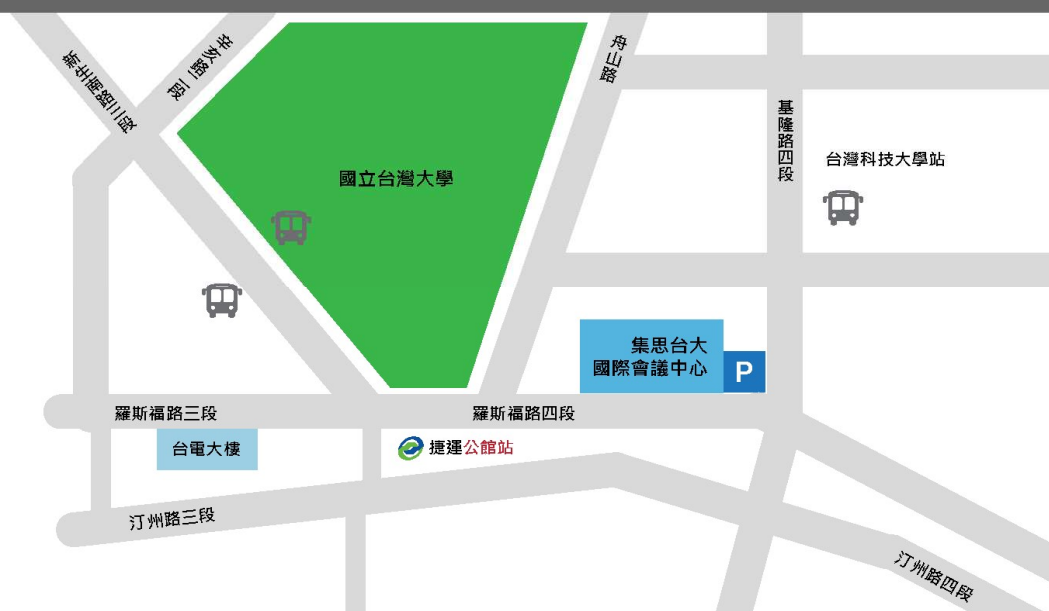 辛亥路一段
舟山路
新生南路三段
基隆路四段
台灣科技大學站
國立台灣大學
集思台大
國際會議中心
P
羅斯福路三段
羅斯福路四段
台電大樓
捷運公館站
汀州路三段
汀州路四段